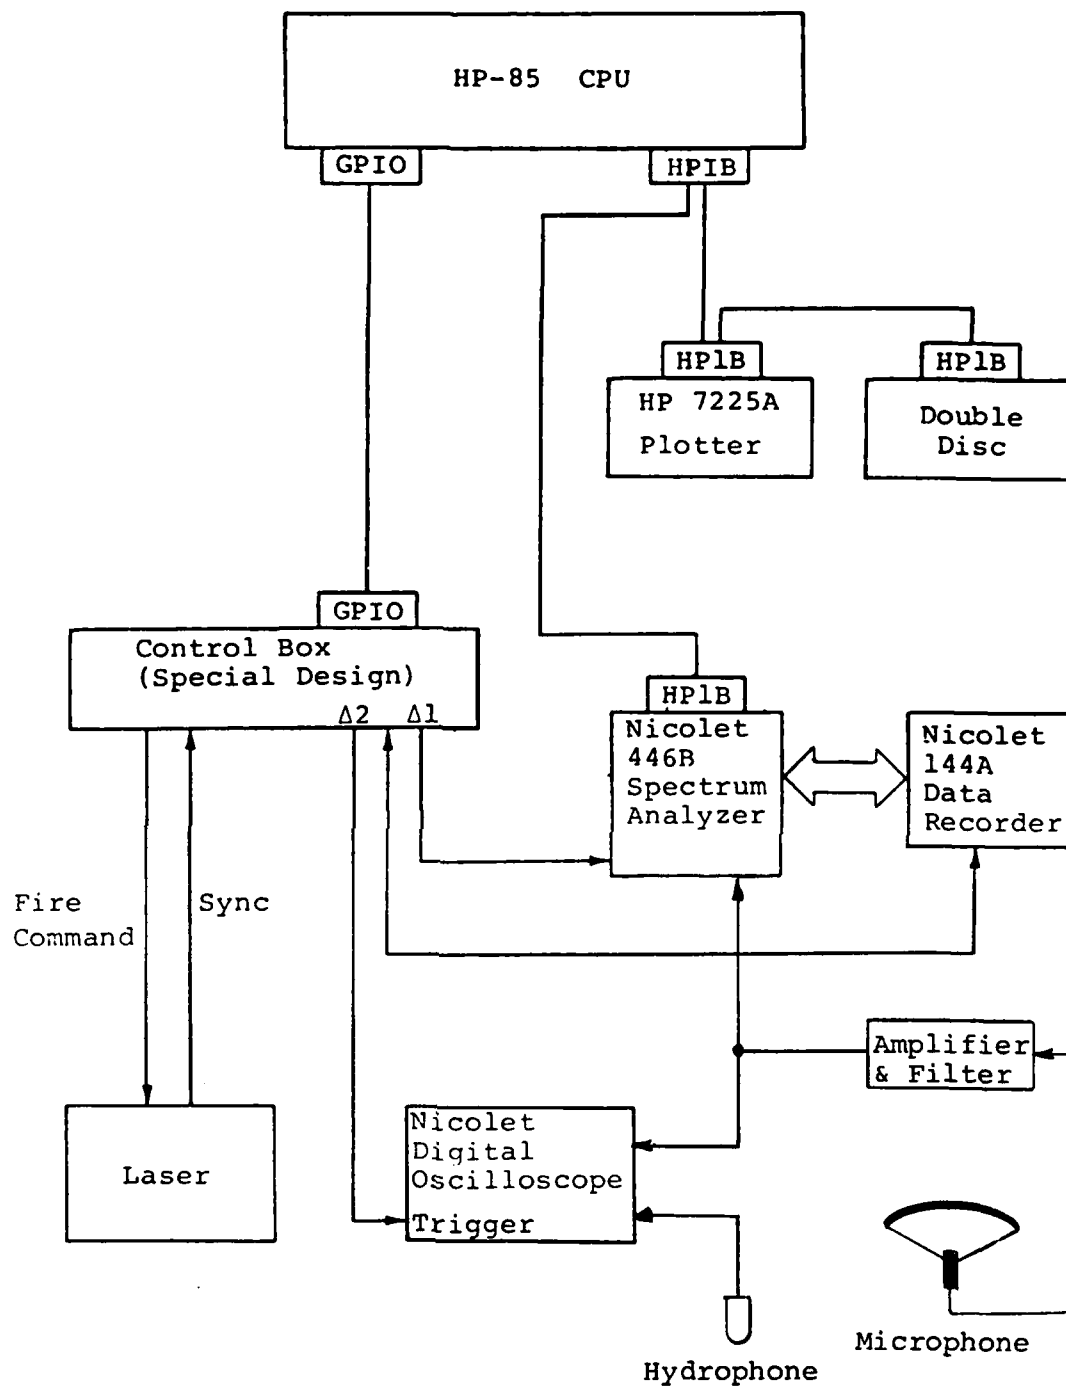 HP-85 CPU
GPIO
HPIB
HPlB
HPlB
HP 7225A
Plotter
Double
Disc
GPIO
Control Box
(Special Design)
Δ2 Δ1
HPlB
Nicolet
446B
Spectrum
Analyzer
Nicolet
144A
Data
Recorder
Fire
Command
Sync
Amplifier
& Filter
Laser
Nicolet
Digital
Oscilloscope
Trigger
Hydrophone
Microphone